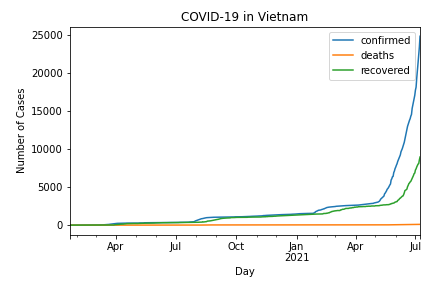 COVID-19 in Vietnam
Number of Cases
25000
20000
15000
10000
5000
0
confirmed
deaths
recovered
Apr
Jul
Oct
Jan
2021
Apr
Jul
Day